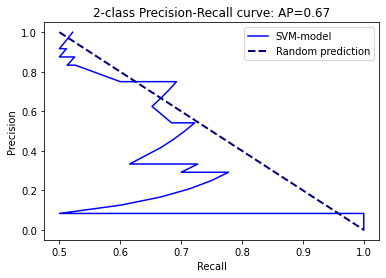 2-class Precision-Recall curve: AP=0.67
SVM-model
Random prediction
Precision
1.0
0.8
0.6
0.4
0.2
0.0
0.5
0.6
0.7
0.8
0.9
1.0
Recall